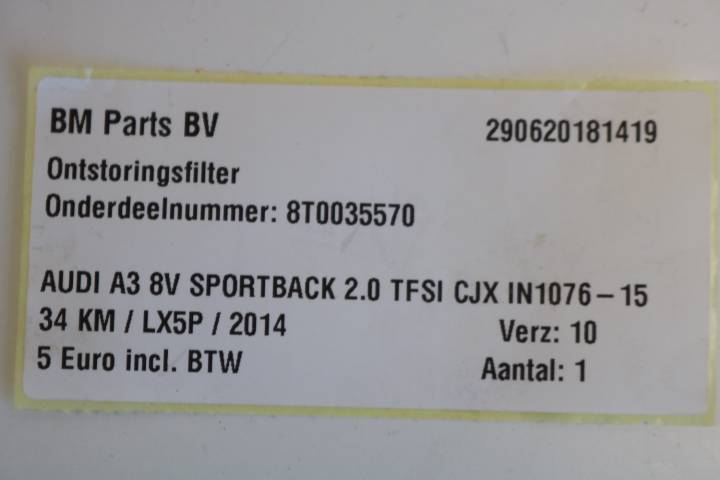 BM Parts BV 290620181419
Ontstoringsfilter
Onderdeelnummer: 8T0035570
AUDI A3 8V SPORTBACK 2.0 TFSI CJX IN1076-15
34 KM / LX5P / 2014 Verz: 10
5 Euro incl. BTW Aantal: 1